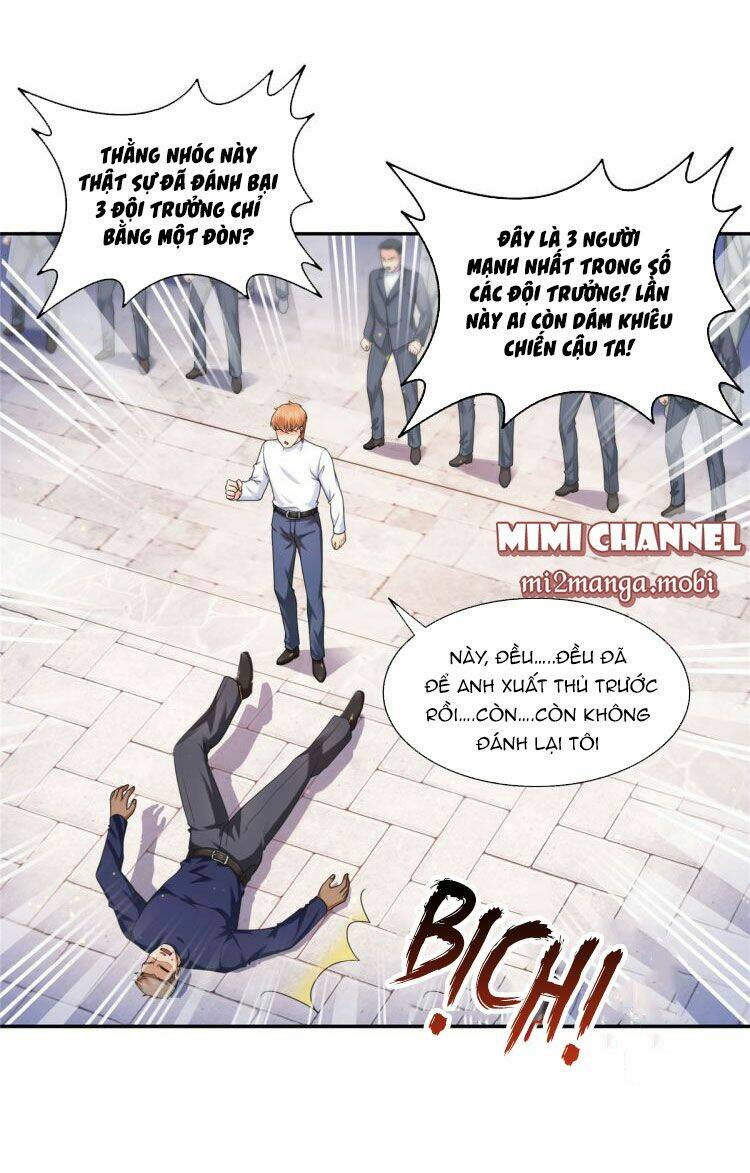 THẰNG NHÓC NÀY
THẬT SỰ ĐÃ ĐÁNH BẠI
3 ĐỘI TRƯỞNG CHỈ
BẰNG MỘT ĐÒN?
ĐÂY LÀ 3 NGƯỜI
MẠNH NHẤT TRONG SỐ
CÁC ĐỘI TRƯỞNG! LẦN
NÀY AI CÒN DÁM KHIÊU
CHIẾN CẬU TA!
MIMI CHANNEL
mi2manga.mobi
NÀY, ĐỀU.....ĐỀU ĐÃ
ĐỂ ANH XUẤT THỦ TRƯỚC
RỒI....CÒN....CÒN KHÔNG
ĐÁNH LẠI TÔI
BỊCH!